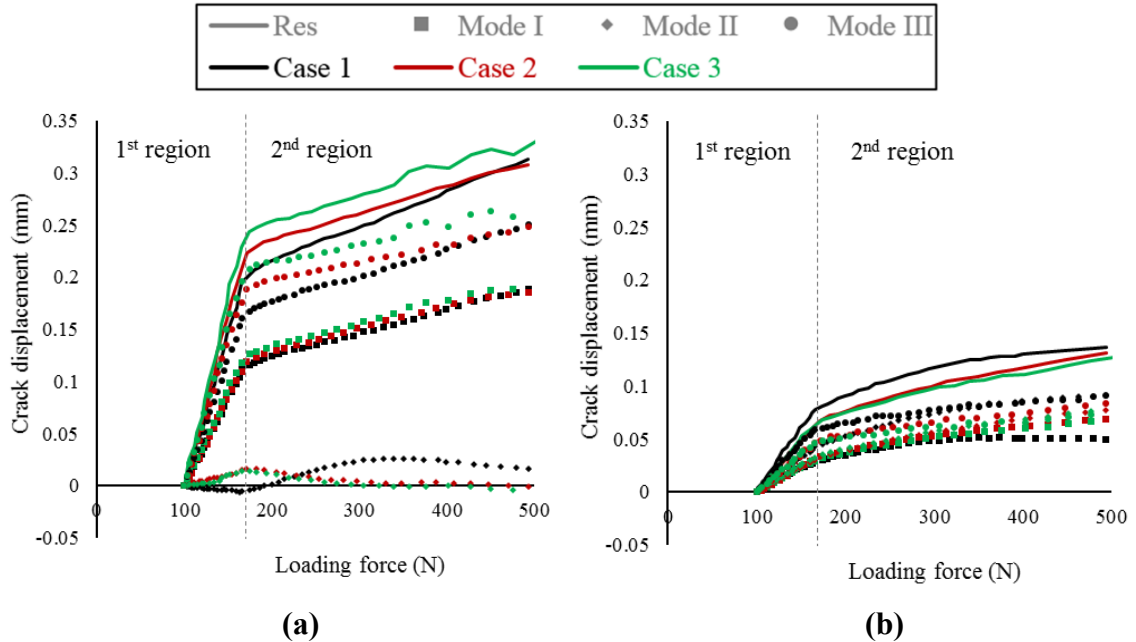 Res Mode I Mode II Mode III
Case 1 Case 2 Case 3
0.35
0.3
0.25
0.2
0.15
0.1
0.05
0
-0.05
Crack displacement (mm)
1st region 2nd region
0 100 200 300 400 500
Loading force (N)
(a)
0.35
0.3
0.25
0.2
0.15
0.1
0.05
0
-0.05
Crack displacement (mm)
1st region 2nd region
0 100 200 300 400 500
Loading force (N)
(b)